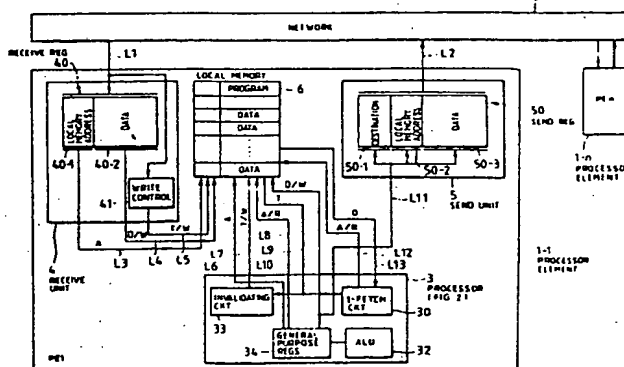 NETWORK
RECEIVE REG
40
L1
L2
LOCAL MEMORY
6
PROGRAM
DATA
DATA
DATA
LOCAL MEMORY ADDRESS
DATA
40-1
40-2
41
WRITE CONTROL
DESTINATION
LOCAL MEMORY ADDRESS
DATA
50-1
50-2
50-3
50
SEND REG
PEn
1-n
PROCESSOR ELEMENT
5
SEND UNIT
L11
4
RECEIVE UNIT
A
L3
D/W
L4
L5
L7
L6
A
T/W
L8
L9
L10
A/R
T
D/W
D
A/R
L12
L13
1-1
PROCESSOR ELEMENT
3
PROCESSOR
(FIG 2)
INVALIDATING CKT
33
I-FETCH CKT
30
GENERAL-PURPOSE REGS
34
ALU
32
PE1